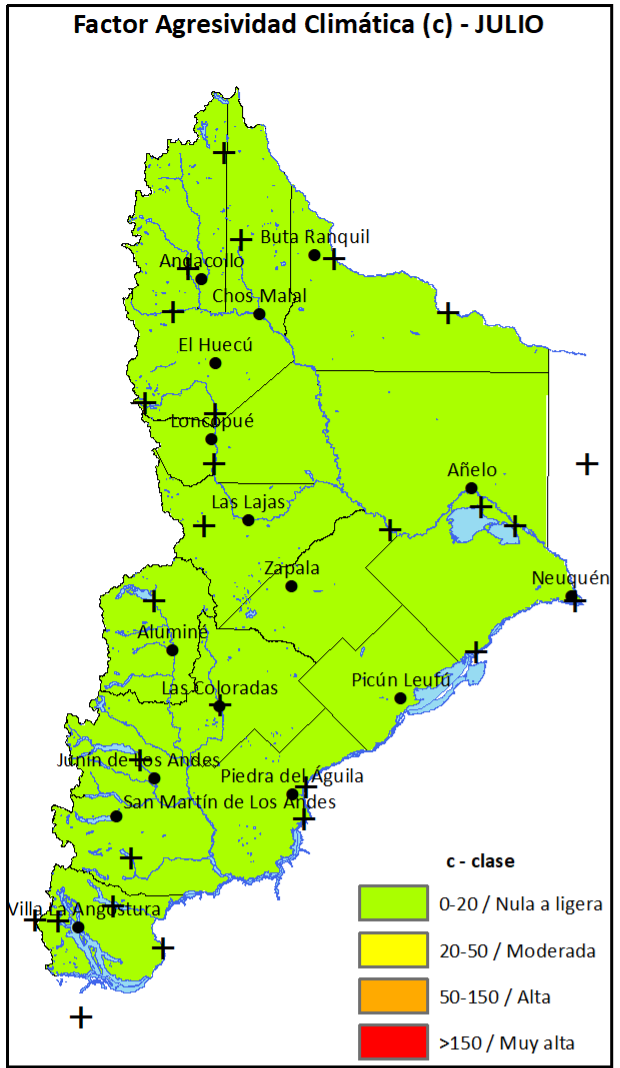 Factor Agresividad Climática (c) - JULIO
Buta Ranquil
Andacollo
Chos Malal
El Huecú
Loncopué
Añelo
Las Lajas
Zapala
Neuquén
Aluminé
Picún Leufú
Las Coloradas
Junín de Los Andes
Piedra del Águila
San Martín de Los Andes
c - clase
0-20 / Nula a ligera
Villa La Angostura
20-50 / Moderada
50-150 / Alta
>150 / Muy alta